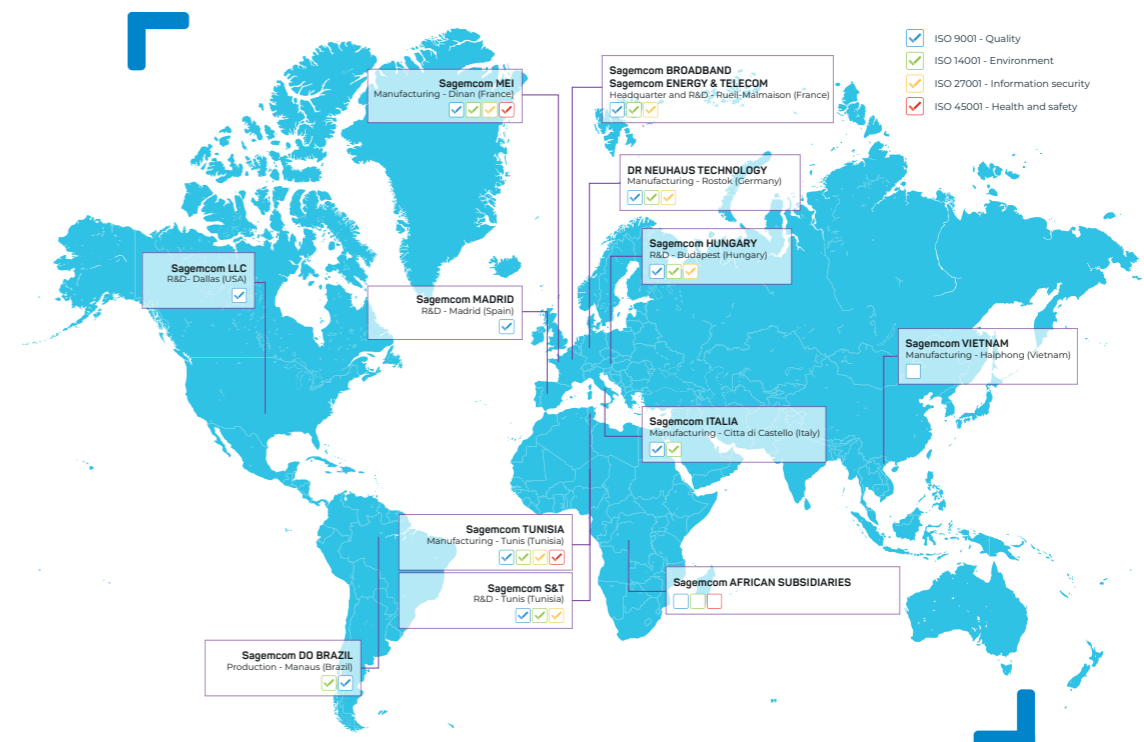 ISO 9001 - Quality
ISO 14001 - Environment
ISO 27001 - Information security
ISO 45001 - Health and safety
Sagemcom MEI
Manufacturing - Dinan (France)
Sagemcom BROADBAND
Sagemcom ENERGY & TELECOM
Headquarter and R&D - Rueil-Malmaison (France)
DR NEUHAUS TECHNOLOGY
Manufacturing - Rostok (Germany)
Sagemcom HUNGARY
R&D - Budapest (Hungary)
Sagemcom LLC
R&D- Dallas (USA)
Sagemcom MADRID
R&D - Madrid (Spain)
Sagemcom VIETNAM
Manufacturing - Haiphong (Vietnam)
Sagemcom ITALIA
Manufacturing - Citta di Castello (Italy)
Sagemcom TUNISIA
Manufacturing - Tunis (Tunisia)
Sagemcom S&T
R&D - Tunis (Tunisia)
Sagemcom AFRICAN SUBSIDIARIES
Sagemcom DO BRAZIL
Production - Manaus (Brazil)